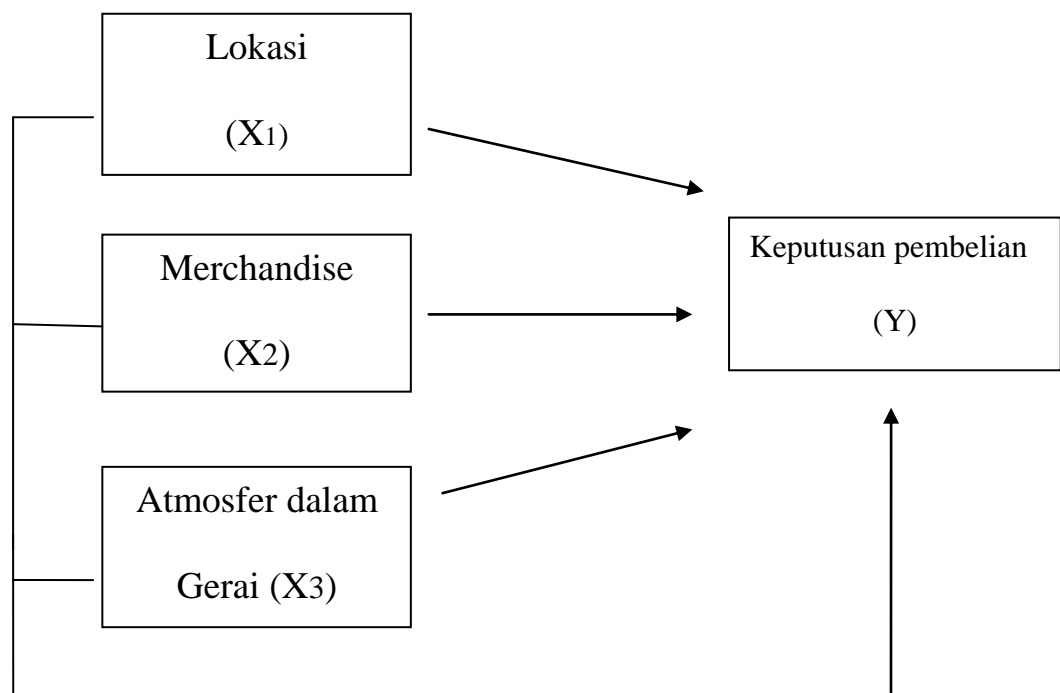 Lokasi
(X1)
Merchandise
(X2)
Atmosfer dalam
Gerai (X3)
Keputusan pembelian
(Y)